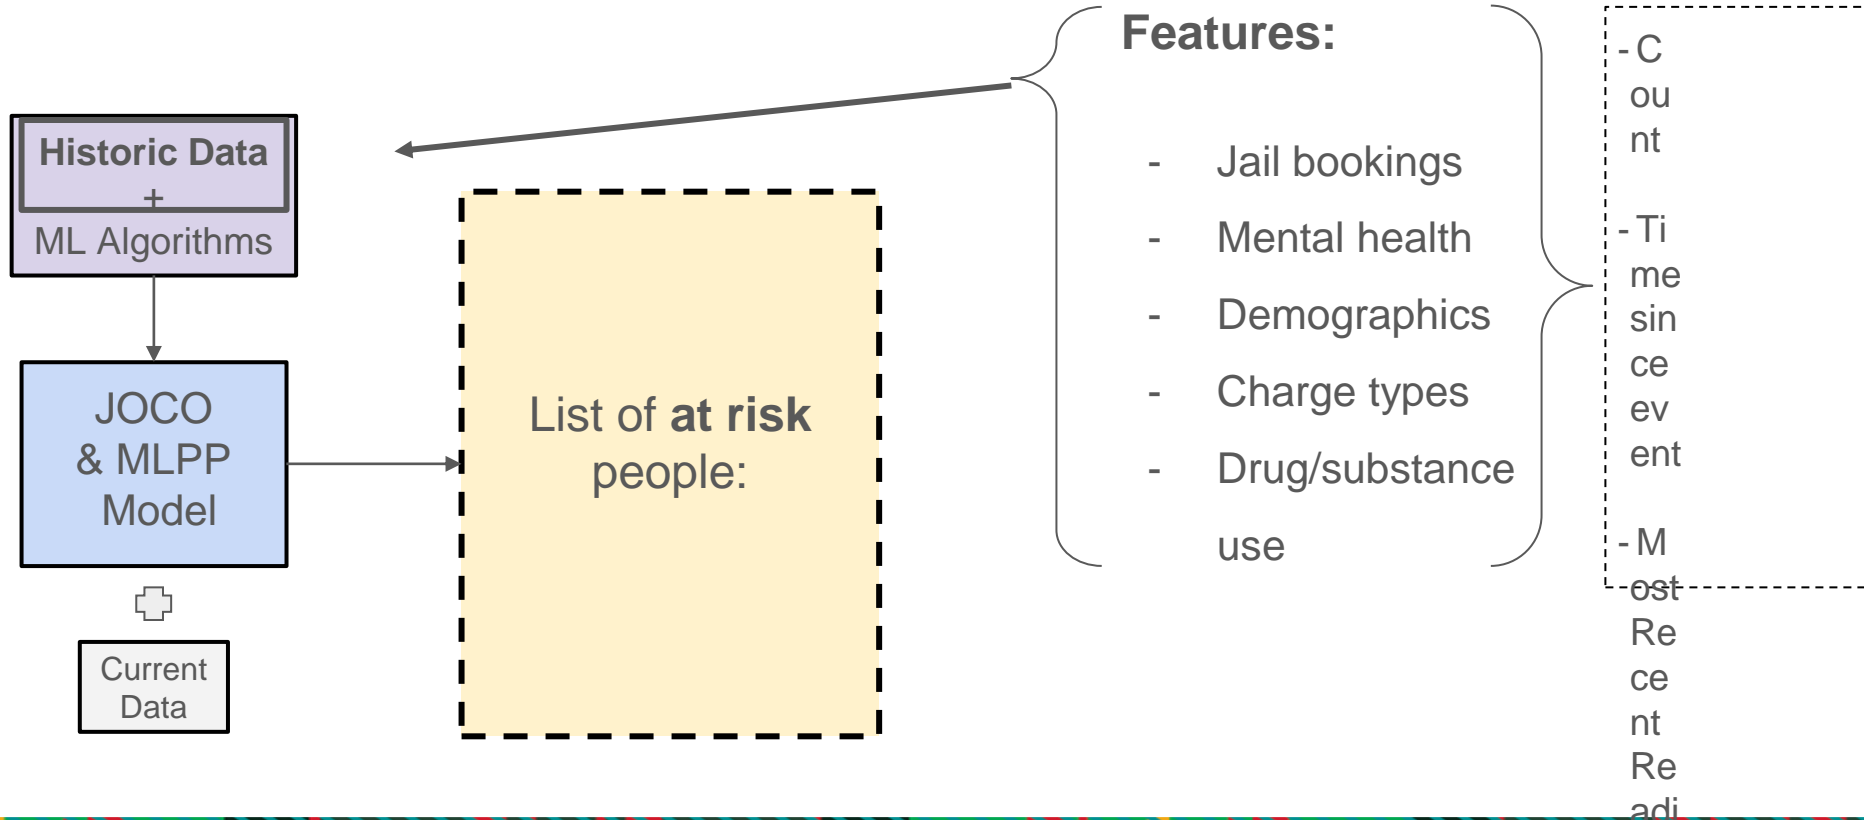 Historic Data
+
ML Algorithms
JOCO
& MLPP
Model
Current
Data
List of at risk
people:
Features:
- Jail bookings
- Mental health
- Demographics
- Charge types
- Drug/substance
use
- C
ou
nt
- Ti
me
sin
ce
ev
ent
- M
ost
Re
ce
nt
Re
adi